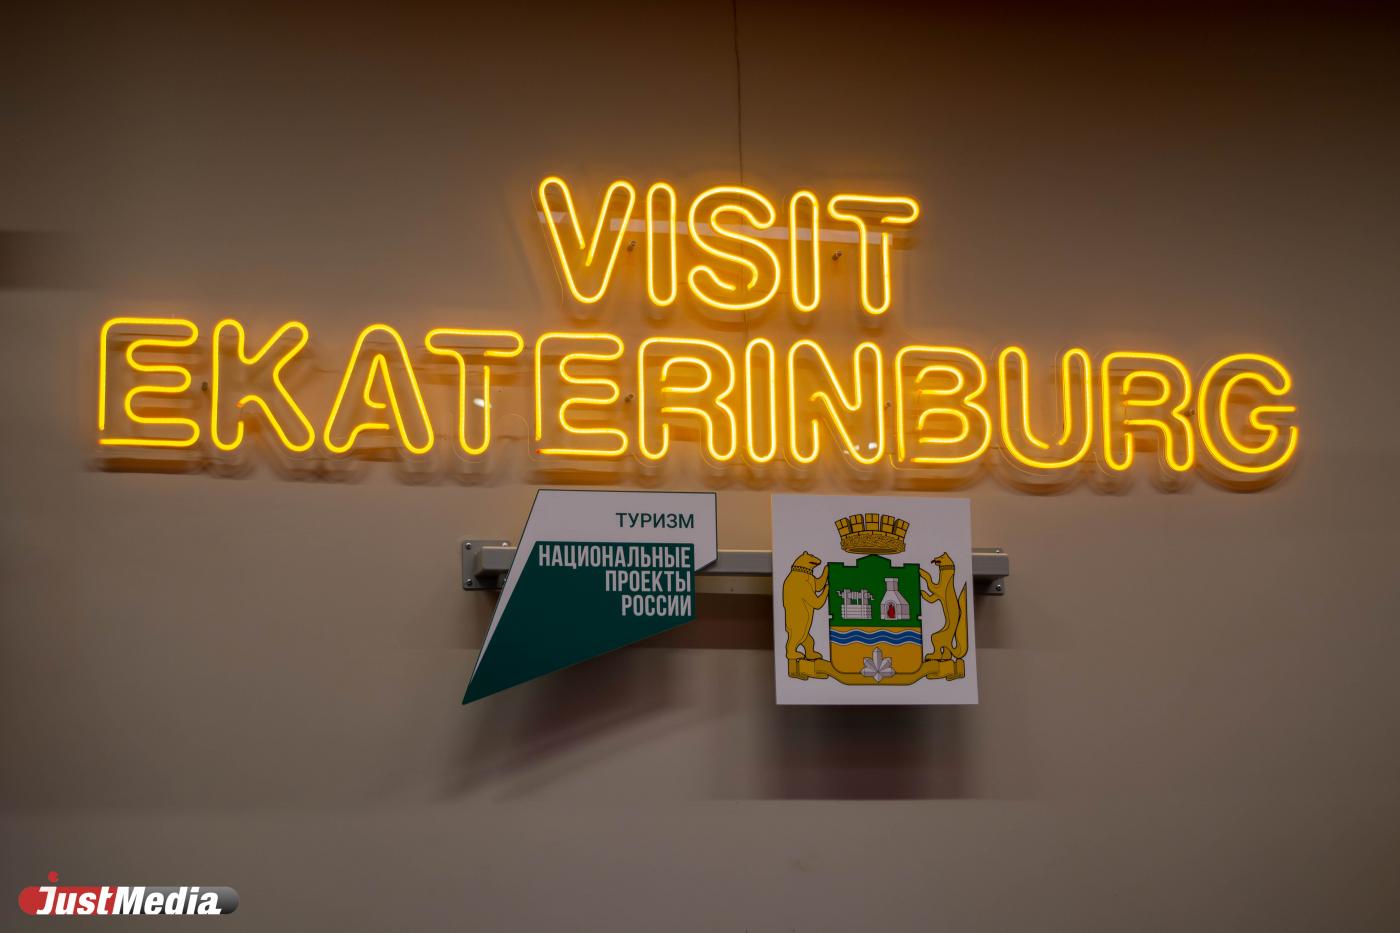 VISIT
EKATERINBURG
ТУРИЗМ
НАЦИОНАЛЬНЫЕ
ПРОЕКТЫ
РОССИИ
JustMedia